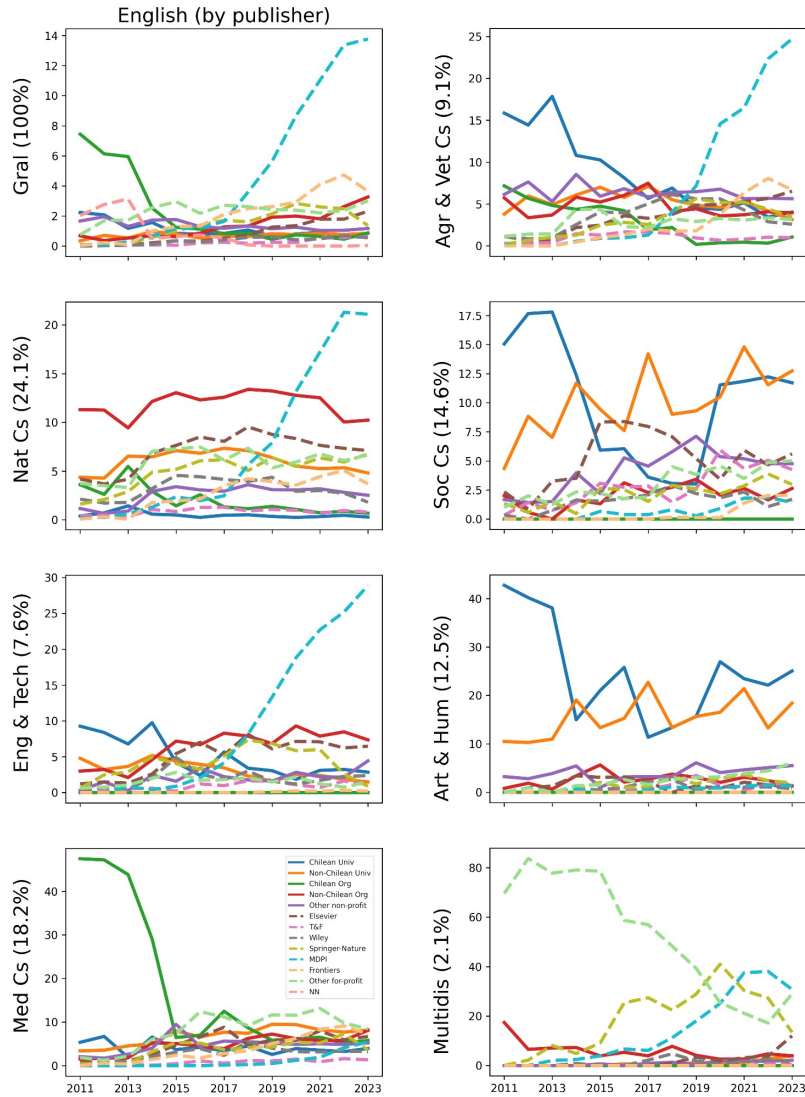 English (by publisher)
Gral (100%)
14
12
10
8
6
4
2
0
Agr & Vet Cs (9.1%)
25
20
15
10
5
0
Nat Cs (24.1%)
20
15
10
5
0
Soc Cs (14.6%)
17.5
15.0
12.5
10.0
7.5
5.0
2.5
0.0
Eng & Tech (7.6%)
30
25
20
15
10
5
0
Art & Hum (12.5%)
40
30
20
10
0
Med Cs (18.2%)
40
30
20
10
0
Chilean Univ
Non-Chilean Univ
Chilean Org
Non-Chilean Org
Other non-profit
Elsevier
T&F
Wiley
Springer-Nature
MDPI
Frontiers
Other for-profit
NN
2011 2013 2015 2017 2019 2021 2023
Multidis (2.1%)
80
60
40
20
0
2011 2013 2015 2017 2019 2021 2023